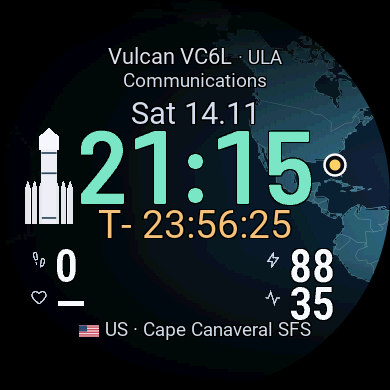 Vulcan VC6L · ULA
Communications
Sat 14.11
21:15
T- 23:56:25
0
88
—
35
US · Cape Canaveral SFS